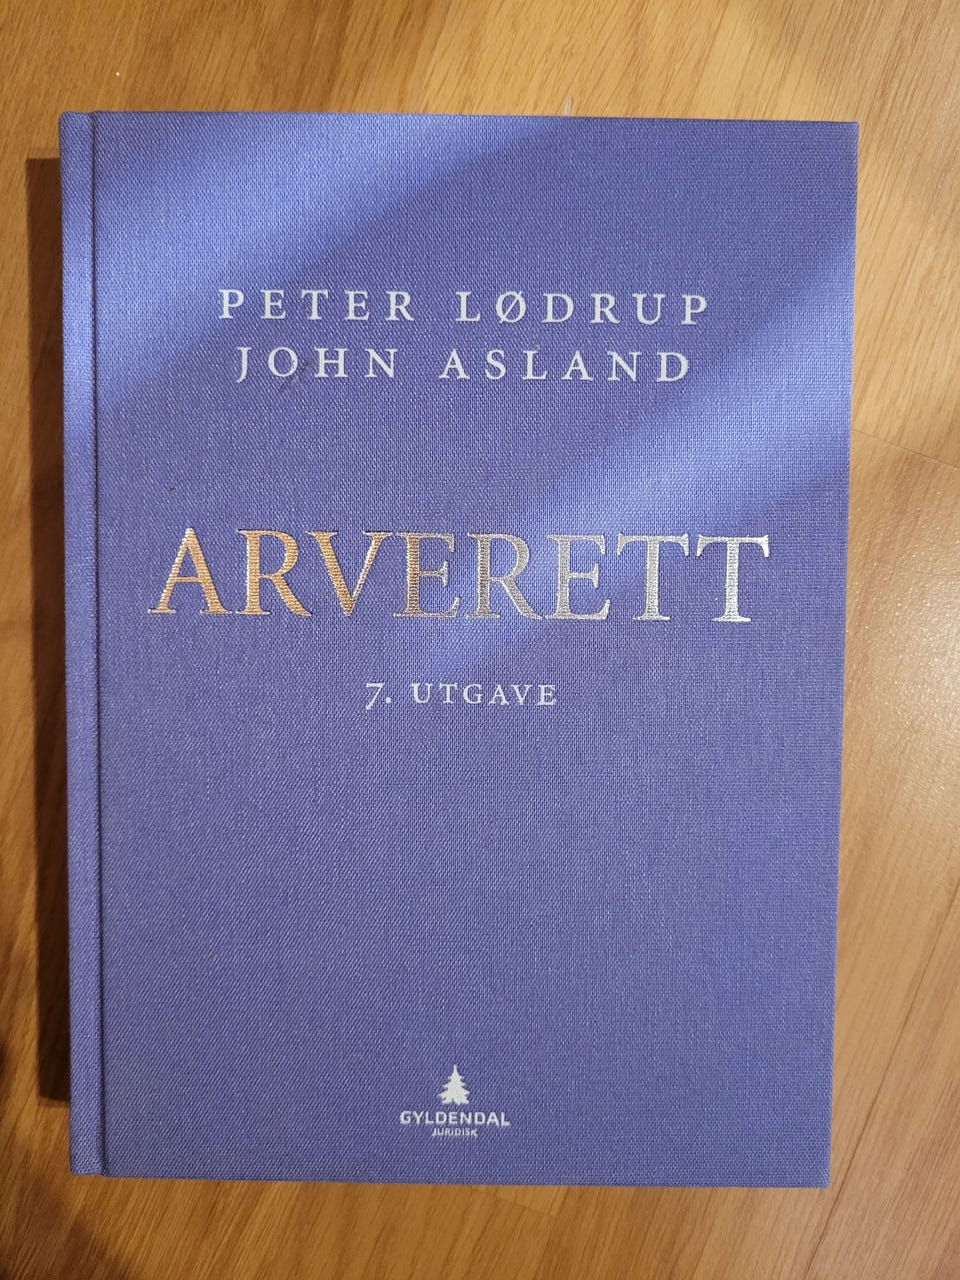 PETER LØDRUP
JOHN ASLAND
ARVERETT
7. UTGAVE
GYLDENDAL
JURIDISK